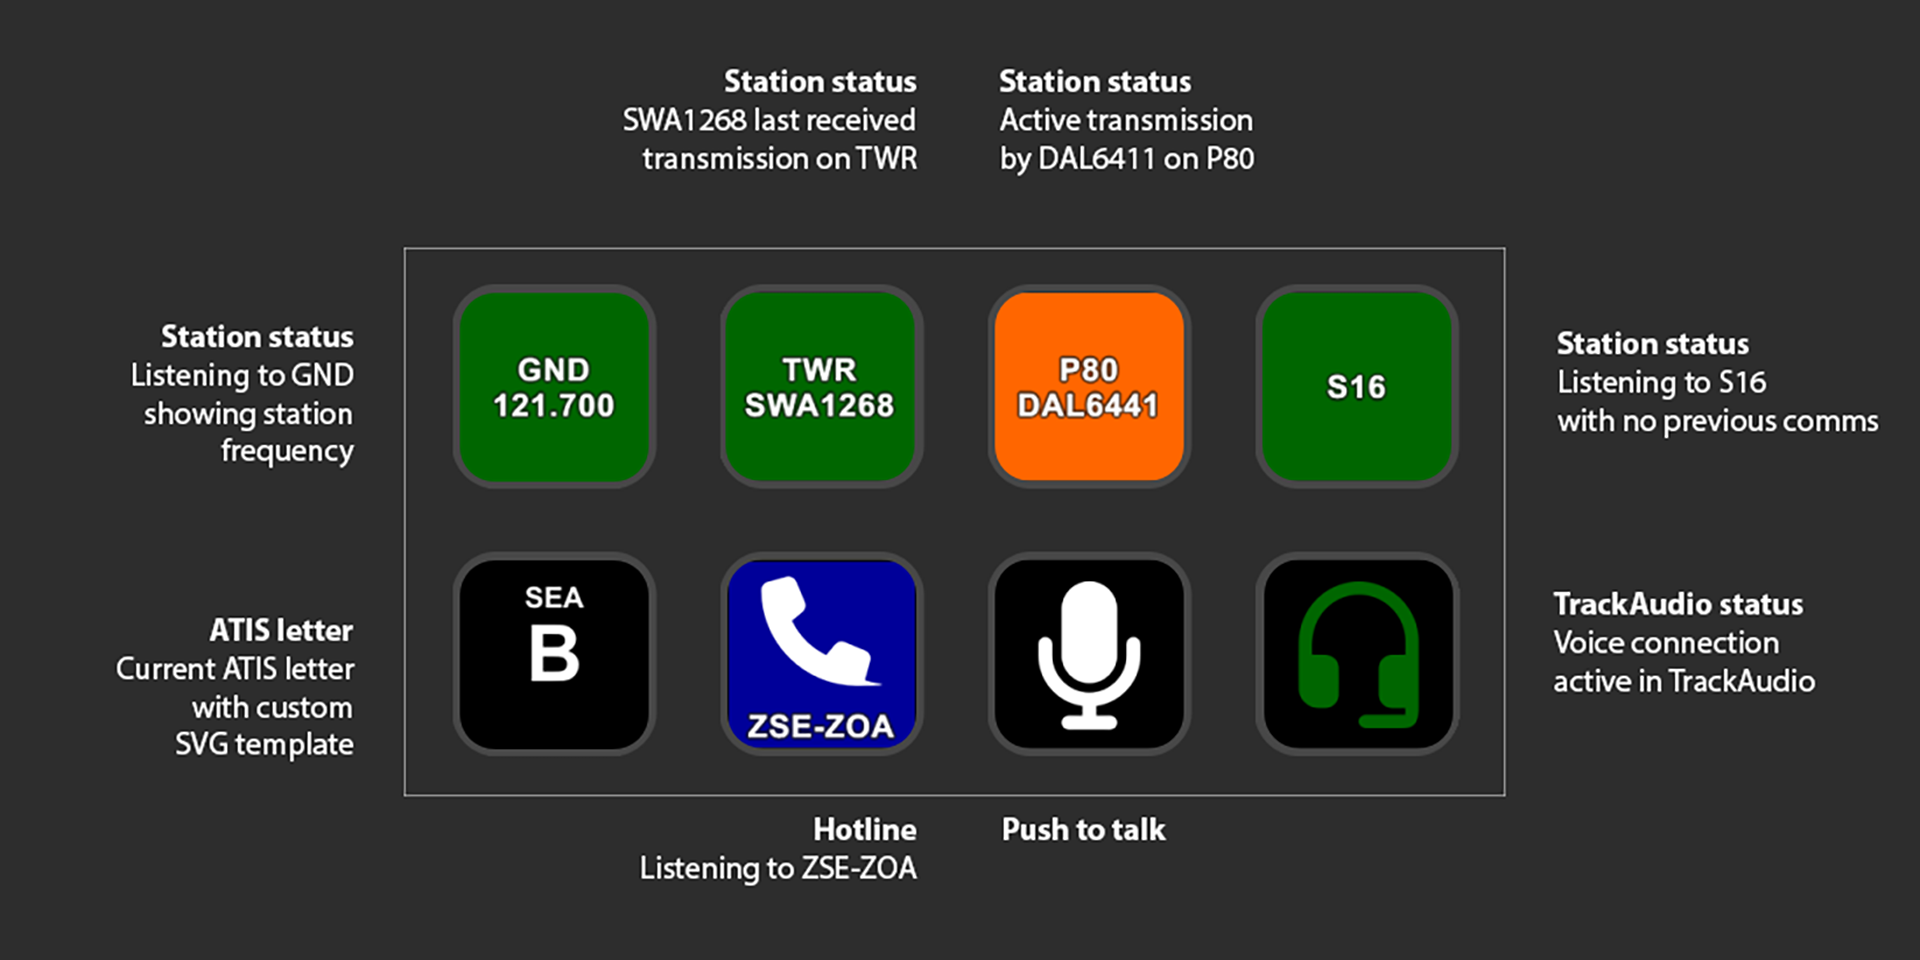 Station status
SWA1268 last received
transmission on TWR
Station status
Active transmission
by DAL6411 on P80
Station status
Listening to GND
showing station
frequency
GND
121.700
TWR
SWA1268
P80
DAL6441
S16
Station status
Listening to S16
with no previous comms
ATIS letter
Current ATIS letter
with custom
SVG template
SEA
B
ZSE-ZOA
TrackAudio status
Voice connection
active in TrackAudio
Hotline
Listening to ZSE-ZOA
Push to talk